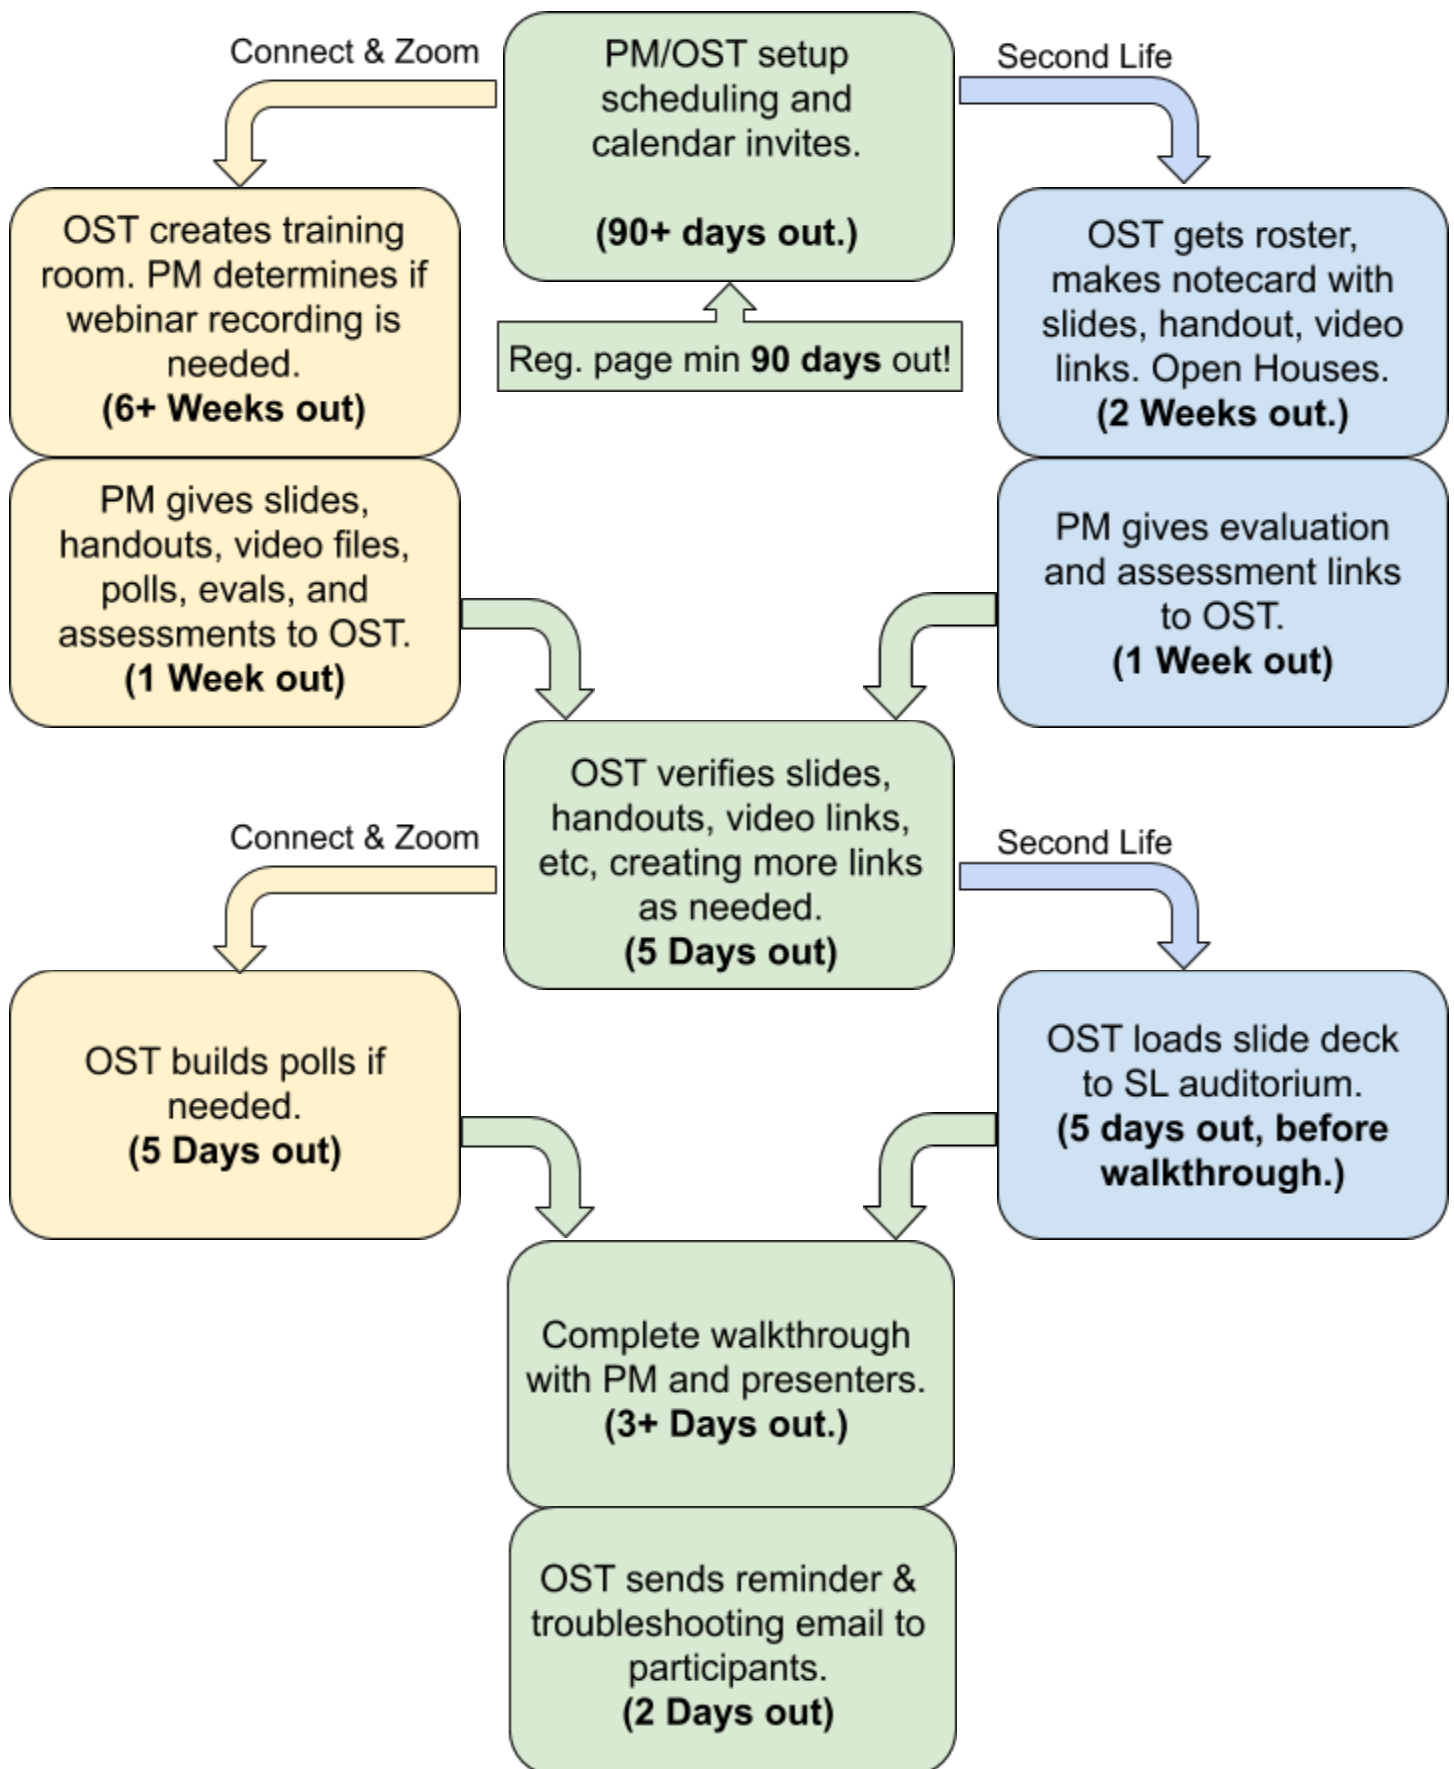 Connect & Zoom
PM/OST setup
scheduling and
calendar invites.
(90+ days out.)
Second Life
OST creates training
room. PM determines if
webinar recording is
needed.
(6+ Weeks out)
Reg. page min 90 days out!
OST gets roster,
makes notecard with
slides, handout, video
links. Open Houses.
(2 Weeks out.)
PM gives slides,
handouts, video files,
polls, evals, and
assessments to OST.
(1 Week out)
PM gives evaluation
and assessment links
to OST.
(1 Week out)
OST verifies slides,
handouts, video links,
etc, creating more links
as needed.
(5 Days out)
Connect & Zoom
Second Life
OST builds polls if
needed.
(5 Days out)
OST loads slide deck
to SL auditorium.
(5 days out, before
walkthrough.)
Complete walkthrough
with PM and presenters.
(3+ Days out.)
OST sends reminder &
troubleshooting email to
participants.
(2 Days out)